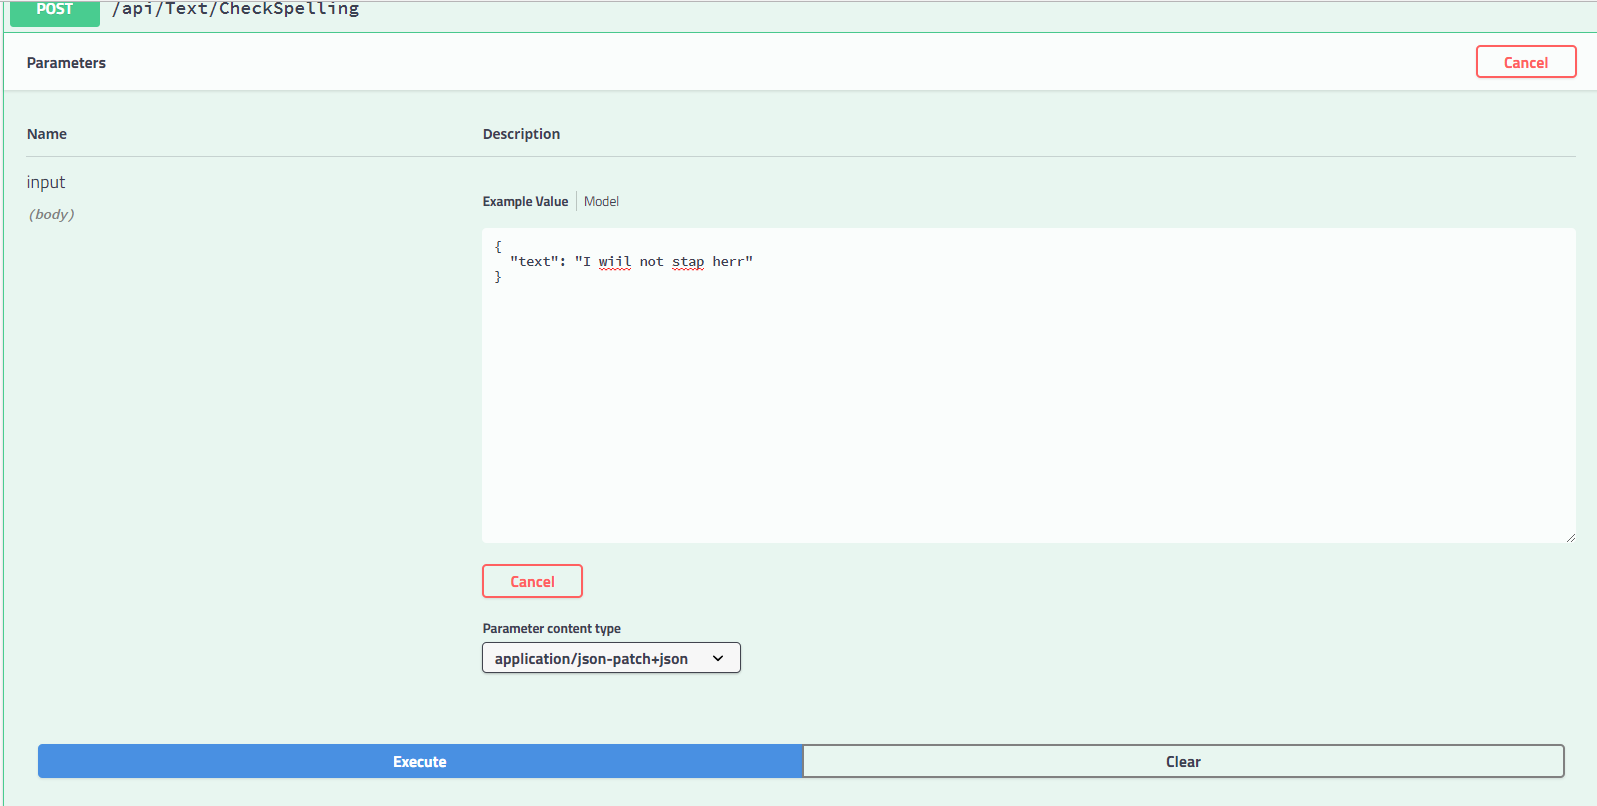 POST /api/Text/CheckSpelling
Parameters Cancel
Name Description
input
(body)
Example Value Model
{
"text": "I wiil not stap herr"
}
Cancel
Parameter content type
application/json-patch+json
Execute Clear